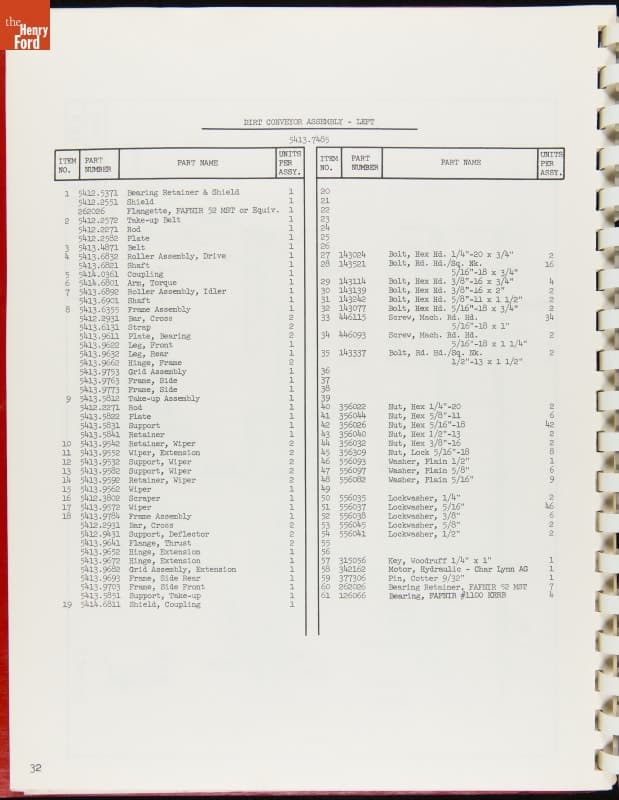 the
Henry
Ford
DIRT CONVEYOR ASSEMBLY - LEFT
5413.7485
ITEM NO. PART NUMBER PART NAME UNITS PER ASSY.
1 5412.5371 Bearing Retainer & Shield 1
5412.2551 Shield 1
262026 Flangette, FAFNIR 52 MST or Equiv. 1
2 5412.2572 Take-up Belt 1
5412.2271 Rod 1
5412.2582 Plate 1
3 5413.4871 Belt 1
4 5413.6832 Roller Assembly, Drive 1
5413.6821 Shaft 1
5 5414.0361 Coupling 1
6 5414.6801 Arm, Torque 1
7 5413.6892 Roller Assembly, Idler 1
5413.6901 Shaft 1
8 5413.6355 Frame Assembly 1
5412.2931 Bar, Cross 2
5413.6131 Strap 2
5413.9611 Plate, Bearing 2
5413.9622 Leg, Front 1
5413.9632 Leg, Rear 1
5413.9662 Hinge, Frame 2
5413.9753 Grid Assembly 1
5413.9763 Frame, Side 1
5413.9773 Frame, Side 1
9 5413.5812 Take-up Assembly 1
5412.2271 Rod 1
5413.5822 Plate 1
5413.5831 Support 1
5413.5841 Retainer 1
10 5413.9542 Retainer, Wiper 1
11 5413.9552 Wiper, Extension 2
12 5413.9532 Support, Wiper 2
13 5413.9582 Support, Wiper 2
14 5413.9592 Retainer, Wiper 2
15 5413.9562 Wiper 1
16 5412.3802 Scraper 1
17 5413.9572 Wiper 1
18 5413.9784 Frame Assembly 1
5412.2931 Bar, Cross 2
5412.9431 Support, Deflector 2
5413.9641 Flange, Thrust 2
5413.9652 Hinge, Extension 1
5413.9672 Hinge, Extension 1
5413.9682 Grid Assembly, Extension 1
5413.9693 Frame, Side Rear 1
5413.9703 Frame, Side Front 1
5413.5851 Support, Take-up 1
19 5414.6811 Shield, Coupling 1
ITEM NO. PART NUMBER PART NAME UNITS PER ASSY.
20
21
22
23
24
25
26
27 143024 Bolt, Hex Hd. 1/4"-20 x 3/4" 2
28 143521 Bolt, Rd. Hd./Sq. Nk. 16
5/16"-18 x 3/4"
29 143114 Bolt, Hex Hd. 3/8"-16 x 3/4" 4
30 143139 Bolt, Hex Hd. 3/8"-16 x 2" 2
31 143242 Bolt, Hex Hd. 5/8"-11 x 1 1/2" 2
32 143077 Bolt, Hex Hd. 5/16"-18 x 3/4" 2
33 446115 Screw, Mach. Rd. Hd. 34
5/16"-18 x 1"
34 446093 Screw, Mach. Rd. Hd. 2
5/16"-18 x 1 1/4"
35 143337 Bolt, Rd. Hd./Sq. Nk. 2
1/2"-13 x 1 1/2"
36
37
38
39
40 356022 Nut, Hex 1/4"-20 2
41 356044 Nut, Hex 5/8"-11 6
42 356026 Nut, Hex 5/16"-18 42
43 356040 Nut, Hex 1/2"-13 2
44 356032 Nut, Hex 3/8"-16 2
45 356309 Nut, Lock 5/16"-18 8
46 556093 Washer, Plain 1/2" 1
47 556097 Washer, Plain 5/8" 6
48 556082 Washer, Plain 5/16" 9
49
50 556035 Lockwasher, 1/4" 2
51 556037 Lockwasher, 5/16" 46
52 556038 Lockwasher, 3/8" 6
53 556045 Lockwasher, 5/8" 2
54 556041 Lockwasher, 1/2" 2
55
56
57 315056 Key, Woodruff 1/4" x 1" 1
58 342162 Motor, Hydraulic - Char Lynn AG 1
59 377306 Pin, Cotter 9/32" 1
60 262026 Bearing Retainer, FAFNIR 52 MST 7
61 126066 Bearing, FAFNIR #1100 KRRB 4
32